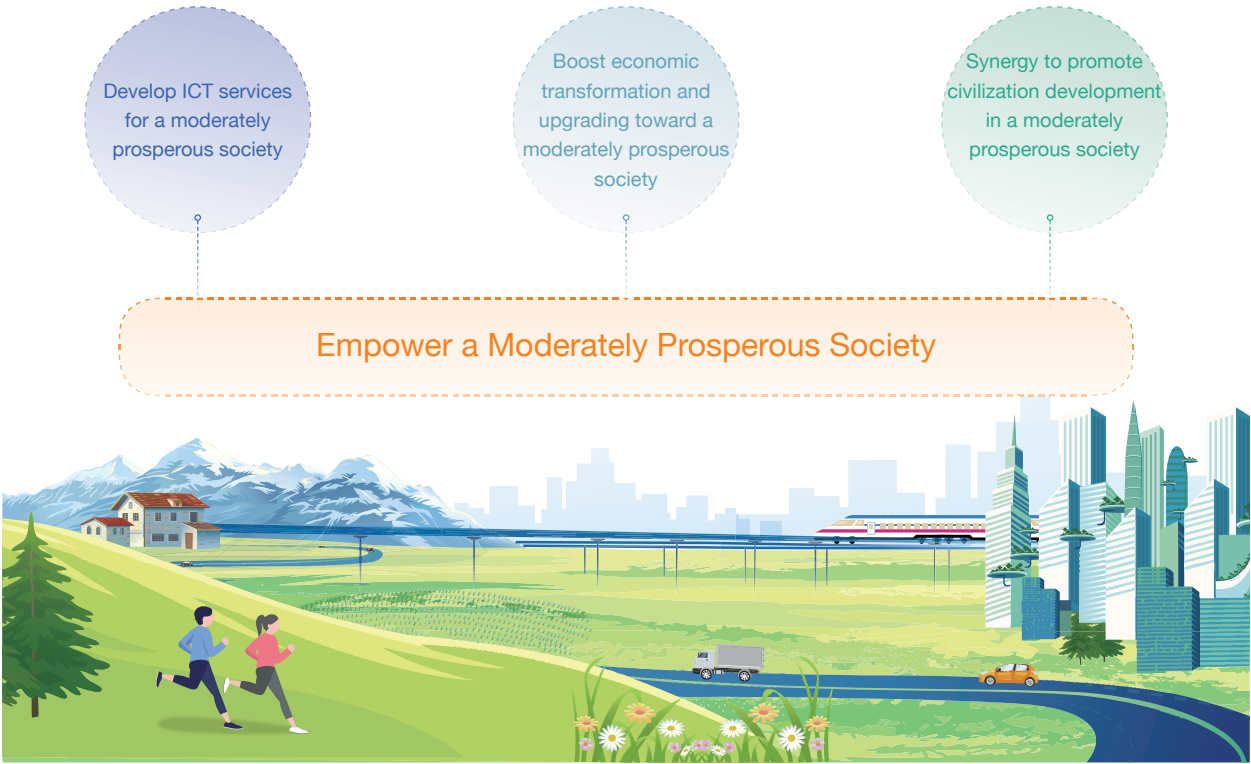 Develop ICT services
for a moderately
prosperous society
Boost economic
transformation and
upgrading toward a
moderately prosperous
society
Synergy to promote
civilization development
in a moderately
prosperous society
Empower a Moderately Prosperous Society